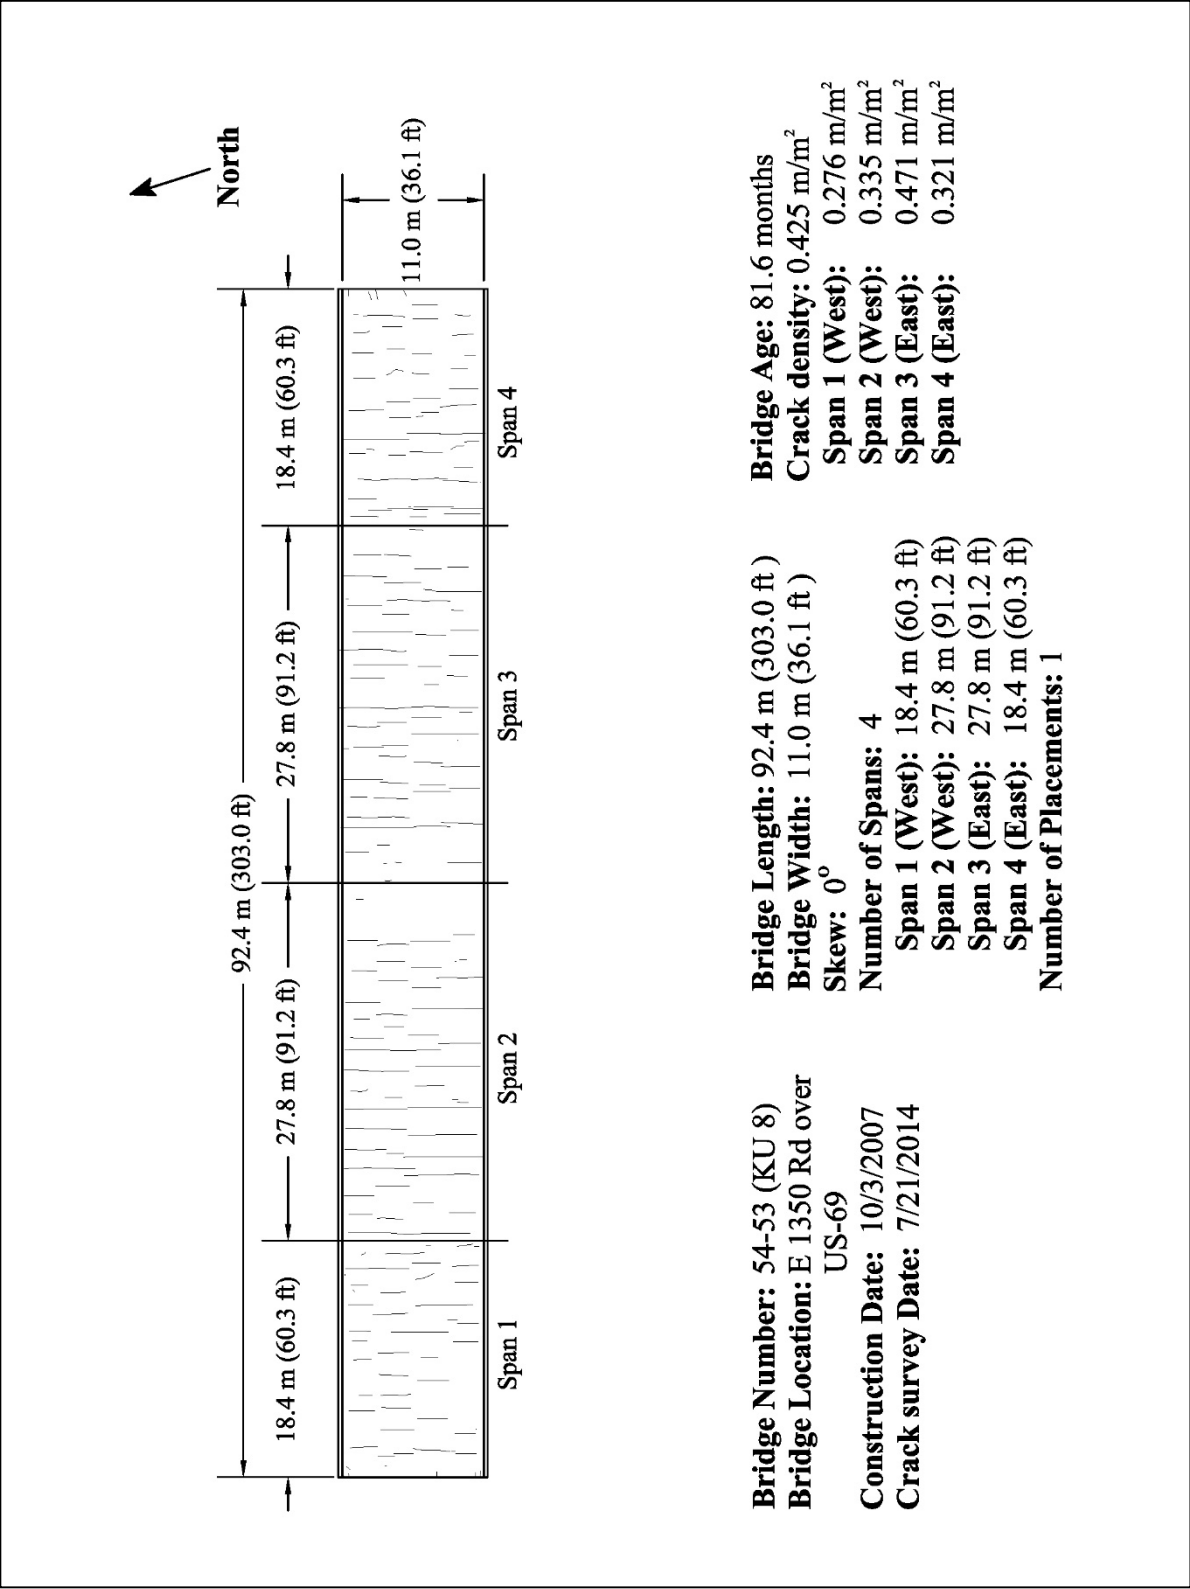 North
92.4 m (303.0 ft)
18.4 m (60.3 ft)
27.8 m (91.2 ft)
27.8 m (91.2 ft)
18.4 m (60.3 ft)
11.0 m (36.1 ft)
Span 1
Span 2
Span 3
Span 4
Bridge Number: 54-53 (KU 8)
Bridge Location: E 1350 Rd over
US-69
Construction Date: 10/3/2007
Crack survey Date: 7/21/2014
Bridge Length: 92.4 m (303.0 ft )
Bridge Width: 11.0 m (36.1 ft )
Skew: 0°
Number of Spans: 4
Span 1 (West): 18.4 m (60.3 ft)
Span 2 (West): 27.8 m (91.2 ft)
Span 3 (East): 27.8 m (91.2 ft)
Span 4 (East): 18.4 m (60.3 ft)
Number of Placements: 1
Bridge Age: 81.6 months
Crack density: 0.425 m/m²
Span 1 (West): 0.276 m/m²
Span 2 (West): 0.335 m/m²
Span 3 (East): 0.471 m/m²
Span 4 (East): 0.321 m/m²